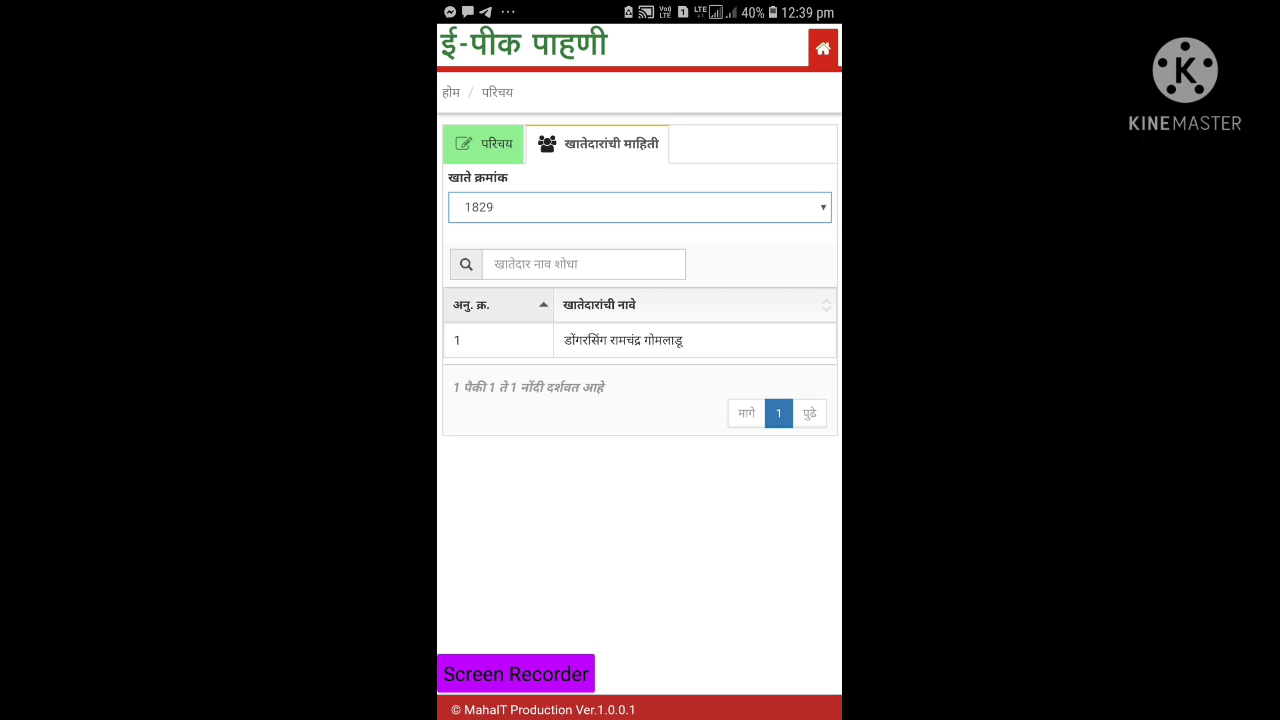 40% 12:39 pm
ई-पीक पाहणी
होम / परिचय
परिचय खातेदारांची माहिती
खाते क्रमांक
1829
खातेदार नाव शोधा
अनु. क्र. खातेदारांची नावे
1 डोंगरसिंग रामचंद्र गोमलाडू
1 पैकी 1 ते 1 नोंदी दर्शवत आहे
मागे 1 पुढे
Screen Recorder
© MahaIT Production Ver.1.0.0.1
K
KINEMASTER